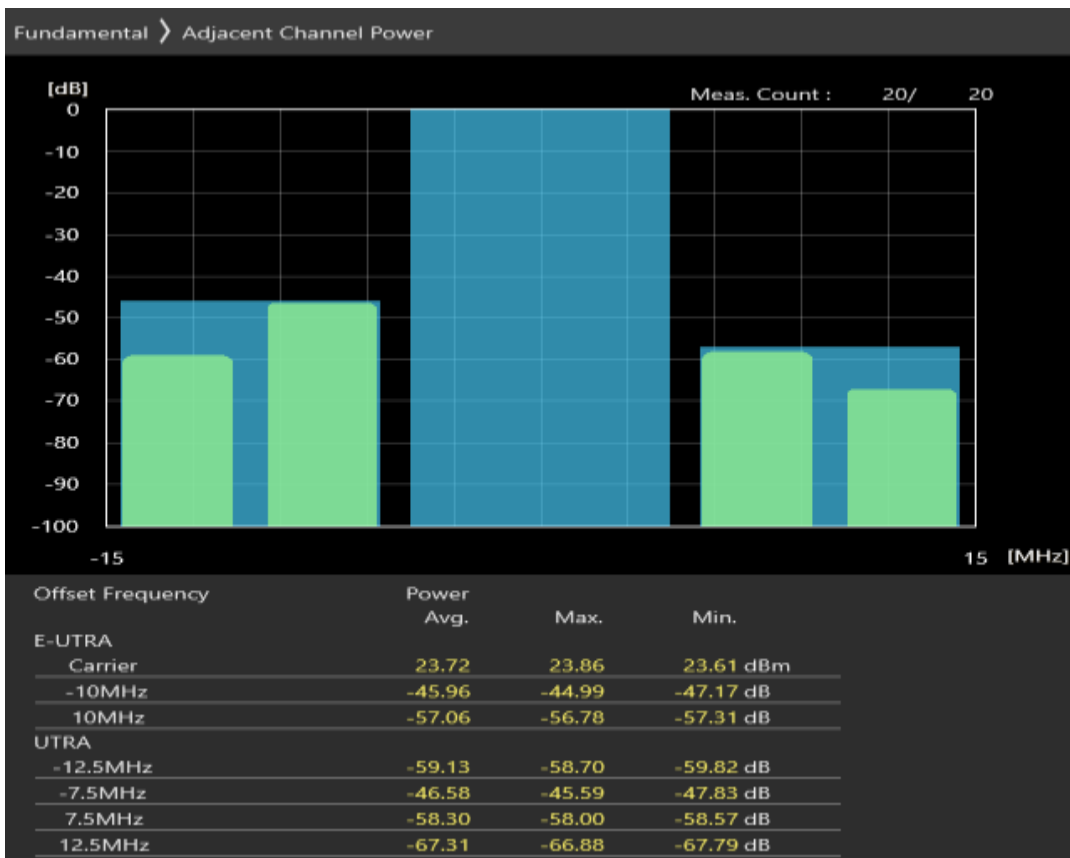 Fundamental ❯ Adjacent Channel Power
[dB]
Meas. Count : 20/ 20
0
-10
-20
-30
-40
-50
-60
-70
-80
-90
-100
-15 15 [MHz]
Offset Frequency Power
Avg. Max. Min.
E-UTRA
Carrier 23.72 23.86 23.61 dBm
-10MHz -45.96 -44.99 -47.17 dB
10MHz -57.06 -56.78 -57.31 dB
UTRA
-12.5MHz -59.13 -58.70 -59.82 dB
-7.5MHz -46.58 -45.59 -47.83 dB
7.5MHz -58.30 -58.00 -58.57 dB
12.5MHz -67.31 -66.88 -67.79 dB